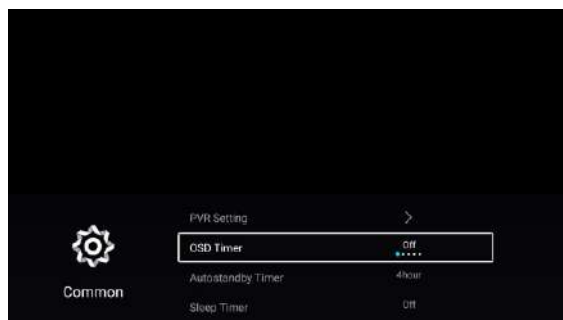 PVR Setting
OSD Timer Off
Autostandby Timer 4hour
Common
Sleep Timer Off